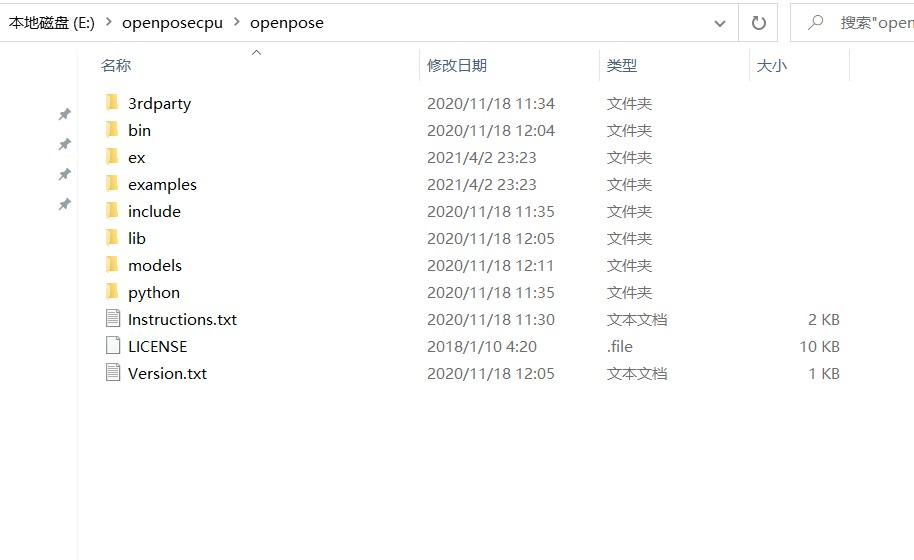 本地磁盘 (E:) > openposecpu > openpose
搜索"open
名称 修改日期 类型 大小
3rdparty 2020/11/18 11:34 文件夹
bin 2020/11/18 12:04 文件夹
ex 2021/4/2 23:23 文件夹
examples 2021/4/2 23:23 文件夹
include 2020/11/18 11:35 文件夹
lib 2020/11/18 12:05 文件夹
models 2020/11/18 12:11 文件夹
python 2020/11/18 11:35 文件夹
Instructions.txt 2020/11/18 11:30 文本文档 2 KB
LICENSE 2018/1/10 4:20 .file 10 KB
Version.txt 2020/11/18 12:05 文本文档 1 KB